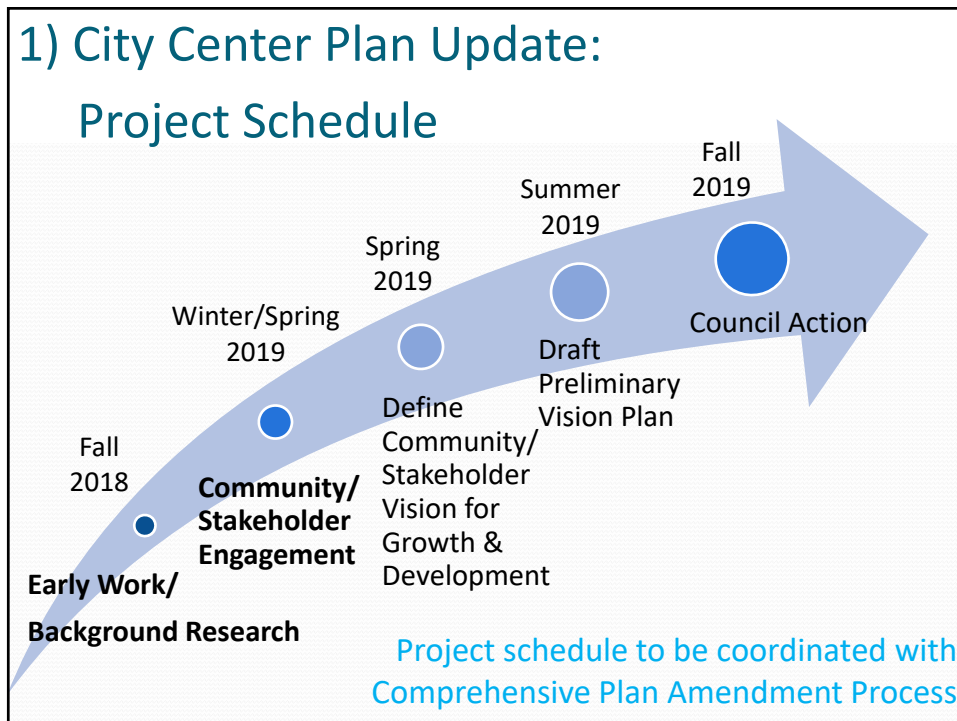 1) City Center Plan Update:
Project Schedule
Fall
2018
Early Work/
Background Research
Winter/Spring
2019
Community/
Stakeholder
Engagement
Spring
2019
Define
Community/
Stakeholder
Vision for
Growth &
Development
Summer
2019
Draft
Preliminary
Vision Plan
Fall
2019
Council Action
Project schedule to be coordinated with
Comprehensive Plan Amendment Process